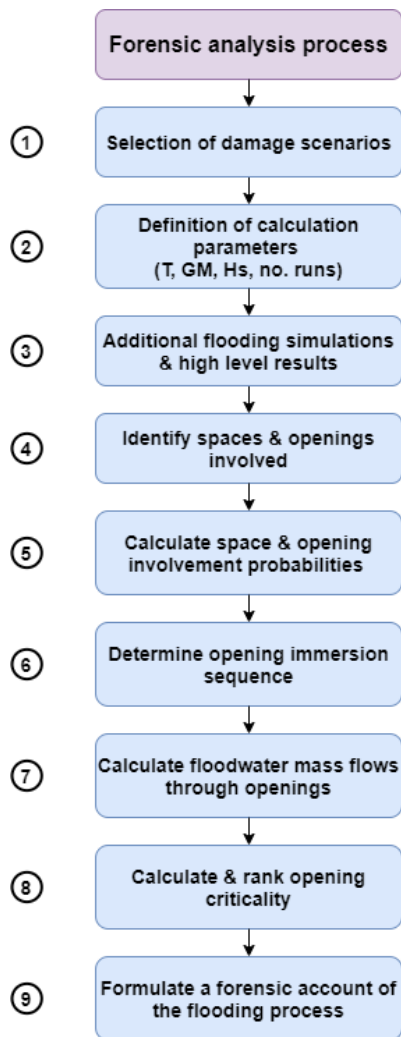 Forensic analysis process
1
Selection of damage scenarios
2
Definition of calculation
parameters
(T, GM, Hs, no. runs)
3
Additional flooding simulations
& high level results
4
Identify spaces & openings
involved
5
Calculate space & opening
involvement probabilities
6
Determine opening immersion
sequence
7
Calculate floodwater mass flows
through openings
8
Calculate & rank opening
criticality
9
Formulate a forensic account of
the flooding process